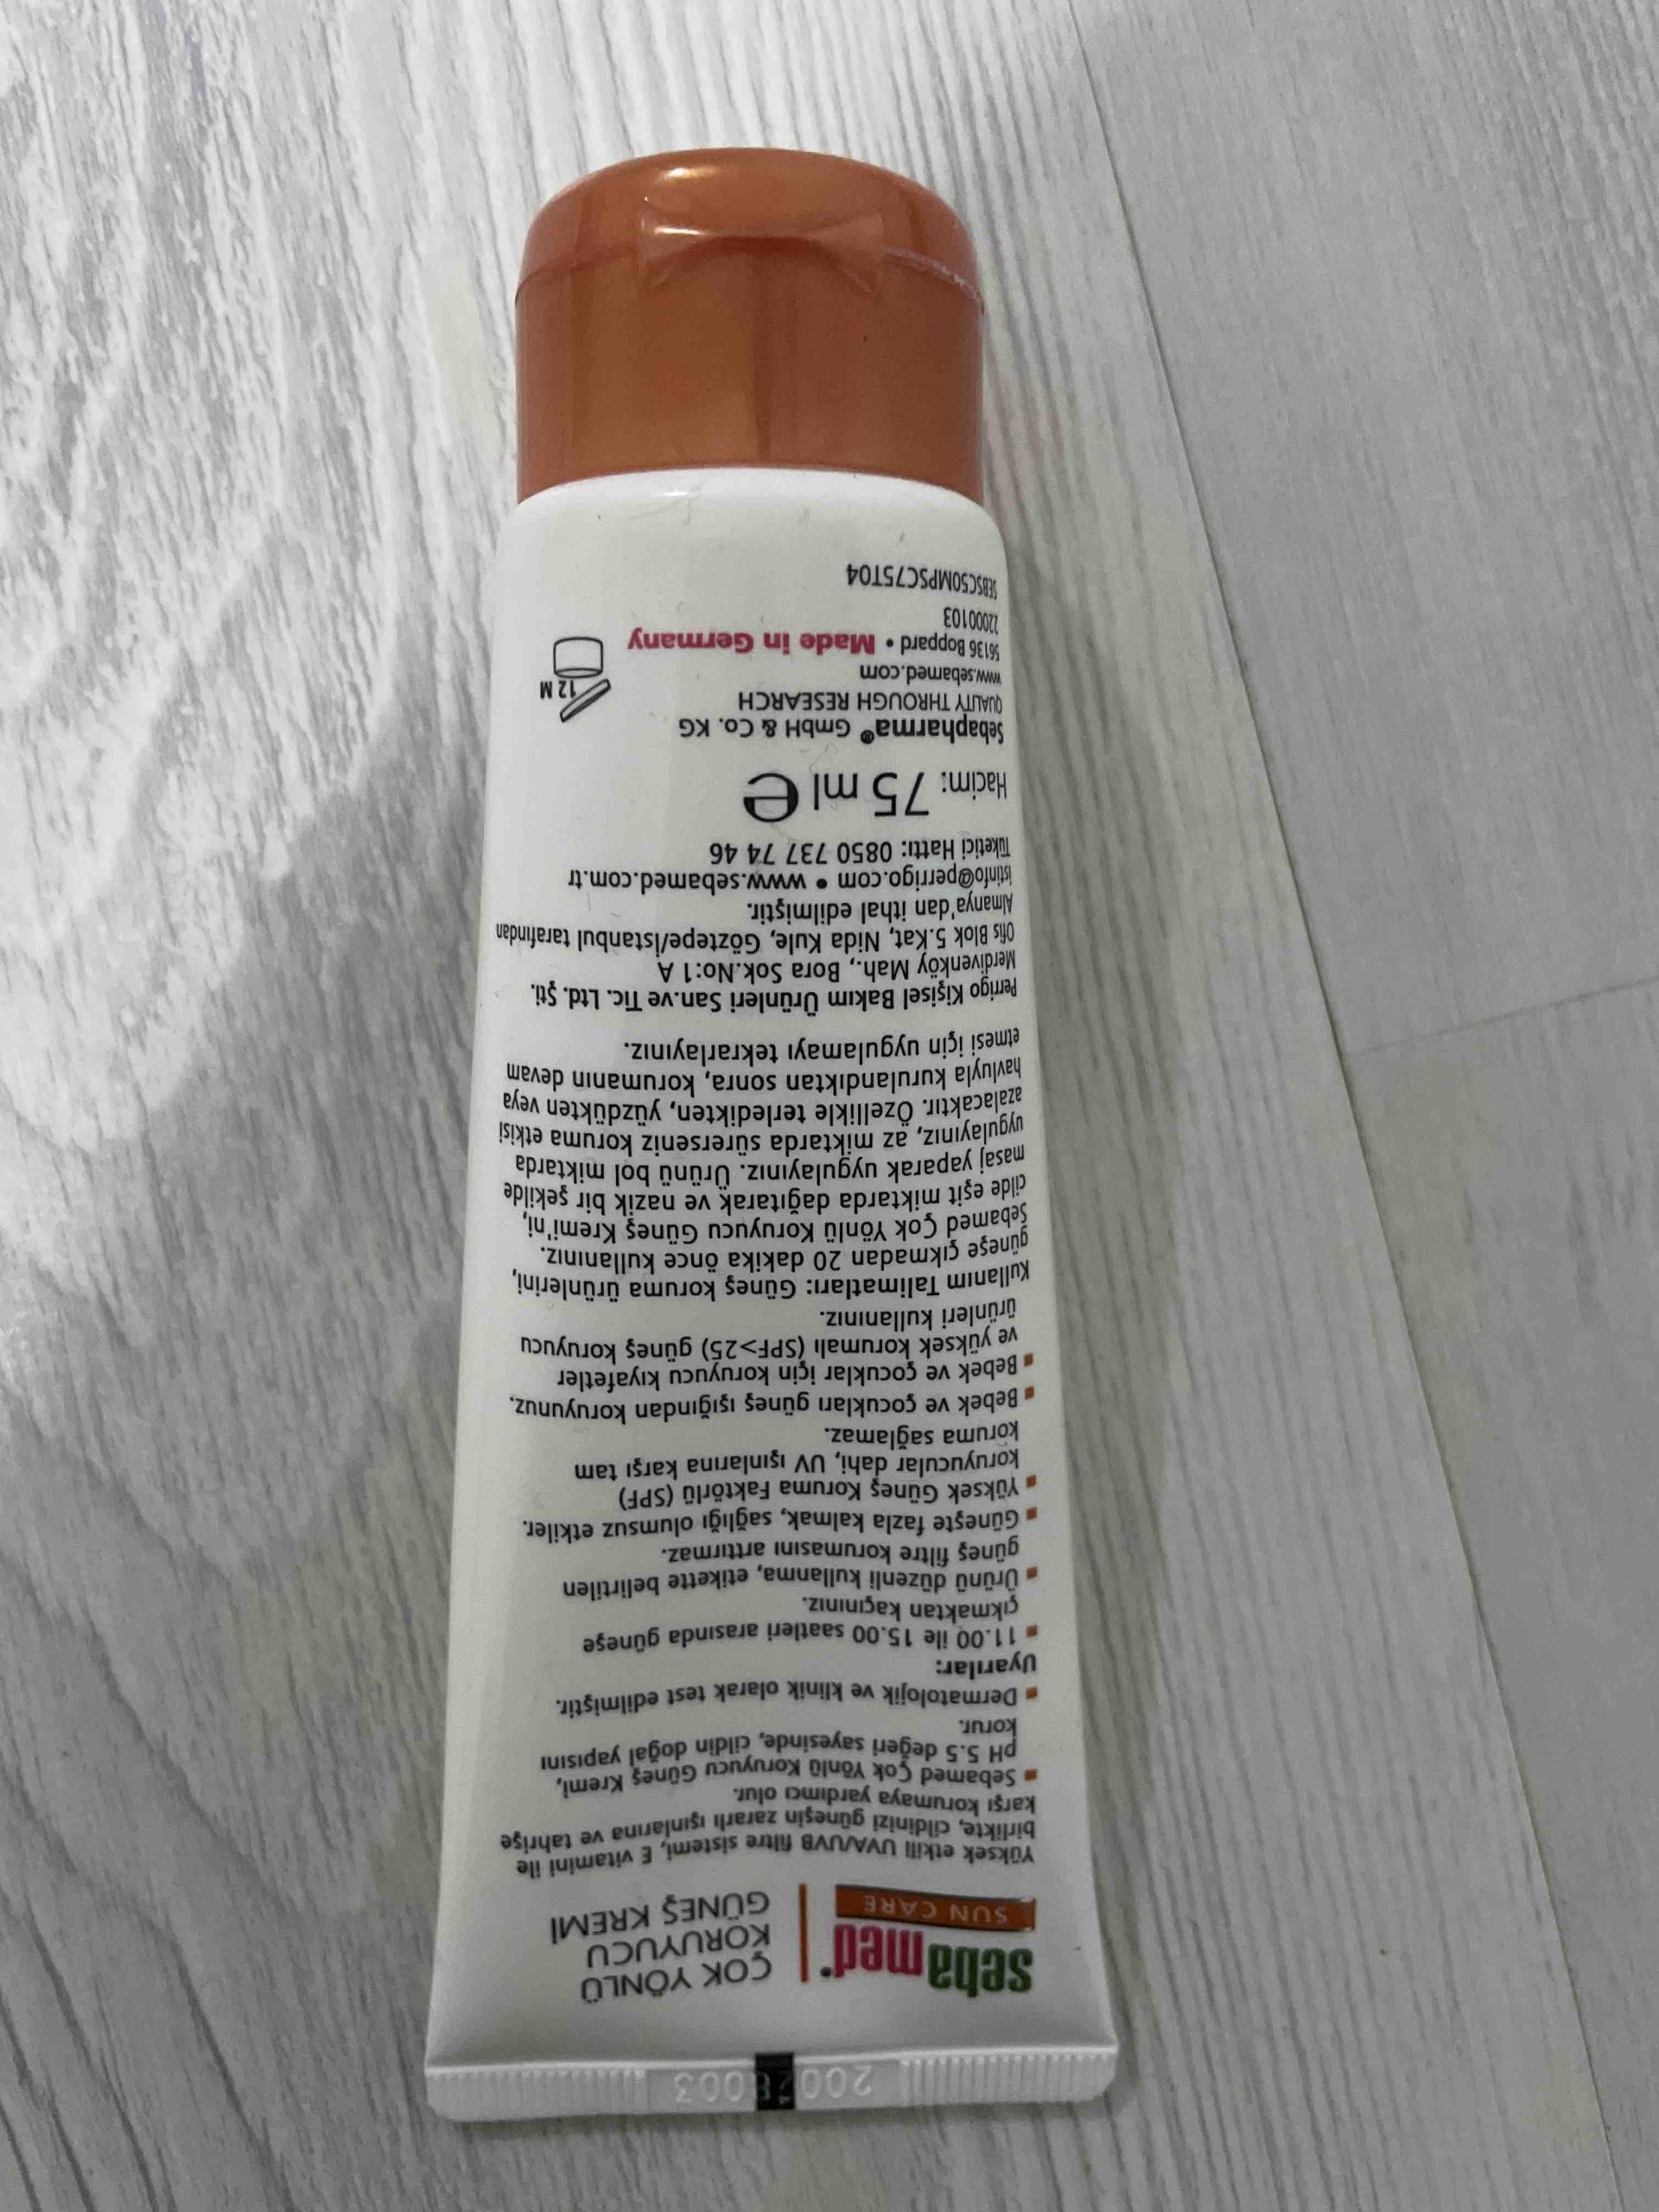 sebamed®
SUN CARE
ÇOK YÖNLÜ
KORUYUCU
GÜNEŞ KREMİ
Yüksek etkili UVA/UVB filtre sistemi, E vitamini ile
birlikte, cildinizi güneşin zararlı ışınlarına ve tahrişe
karşı korumaya yardımcı olur.
▪ Sebamed Çok Yönlü Koruyucu Güneş Kremi,
pH 5.5 değeri sayesinde, cildin doğal yapısını
korur.
▪ Dermatolojik ve klinik olarak test edilmiştir.
Uyarılar:
▪ 11.00 ile 15.00 saatleri arasında güneşe
çıkmaktan kaçınınız.
▪ Ürünü düzenli kullanma, etikette belirtilen
güneş filtre korumasını arttırmaz.
▪ Güneşte fazla kalmak, sağlığı olumsuz etkiler.
▪ Yüksek Güneş Koruma Faktörlü (SPF)
koruyucular dahi, UV ışınlarına karşı tam
koruma sağlamaz.
▪ Bebek ve çocukları güneş ışığından koruyunuz.
▪ Bebek ve çocuklar için koruyucu kıyafetler
ve yüksek korumalı (SPF>25) güneş koruyucu
ürünleri kullanınız.
Kullanım Talimatları: Güneş koruma ürünlerini,
güneşe çıkmadan 20 dakika önce kullanınız.
Sebamed Çok Yönlü Koruyucu Güneş Kremi'ni,
cilde eşit miktarda dağıtarak ve nazik bir şekilde
masaj yaparak uygulayınız. Ürünü bol miktarda
uygulayınız, az miktarda sürerseniz koruma etkisi
azalacaktır. Özellikle terledikten, yüzdükten veya
havluyla kurulandıktan sonra, korumanın devam
etmesi için uygulamayı tekrarlayınız.
Perrigo Kişisel Bakım Ürünleri San.ve Tic. Ltd. Şti.
Merdivenköy Mah., Bora Sok.No:1 A
Ofis Blok 5.Kat, Nida Kule, Göztepe/İstanbul tarafından
Almanya'dan ithal edilmiştir.
istinfo@perrigo.com • www.sebamed.com.tr
Tüketici Hattı: 0850 737 74 46
Hacim: 75 ml ℮
Sebapharma® GmbH & Co. KG
QUALITY THROUGH RESEARCH
www.sebamed.com
56136 Boppard • Made in Germany
12 M
22000103
SEBSC50MPSC75T04